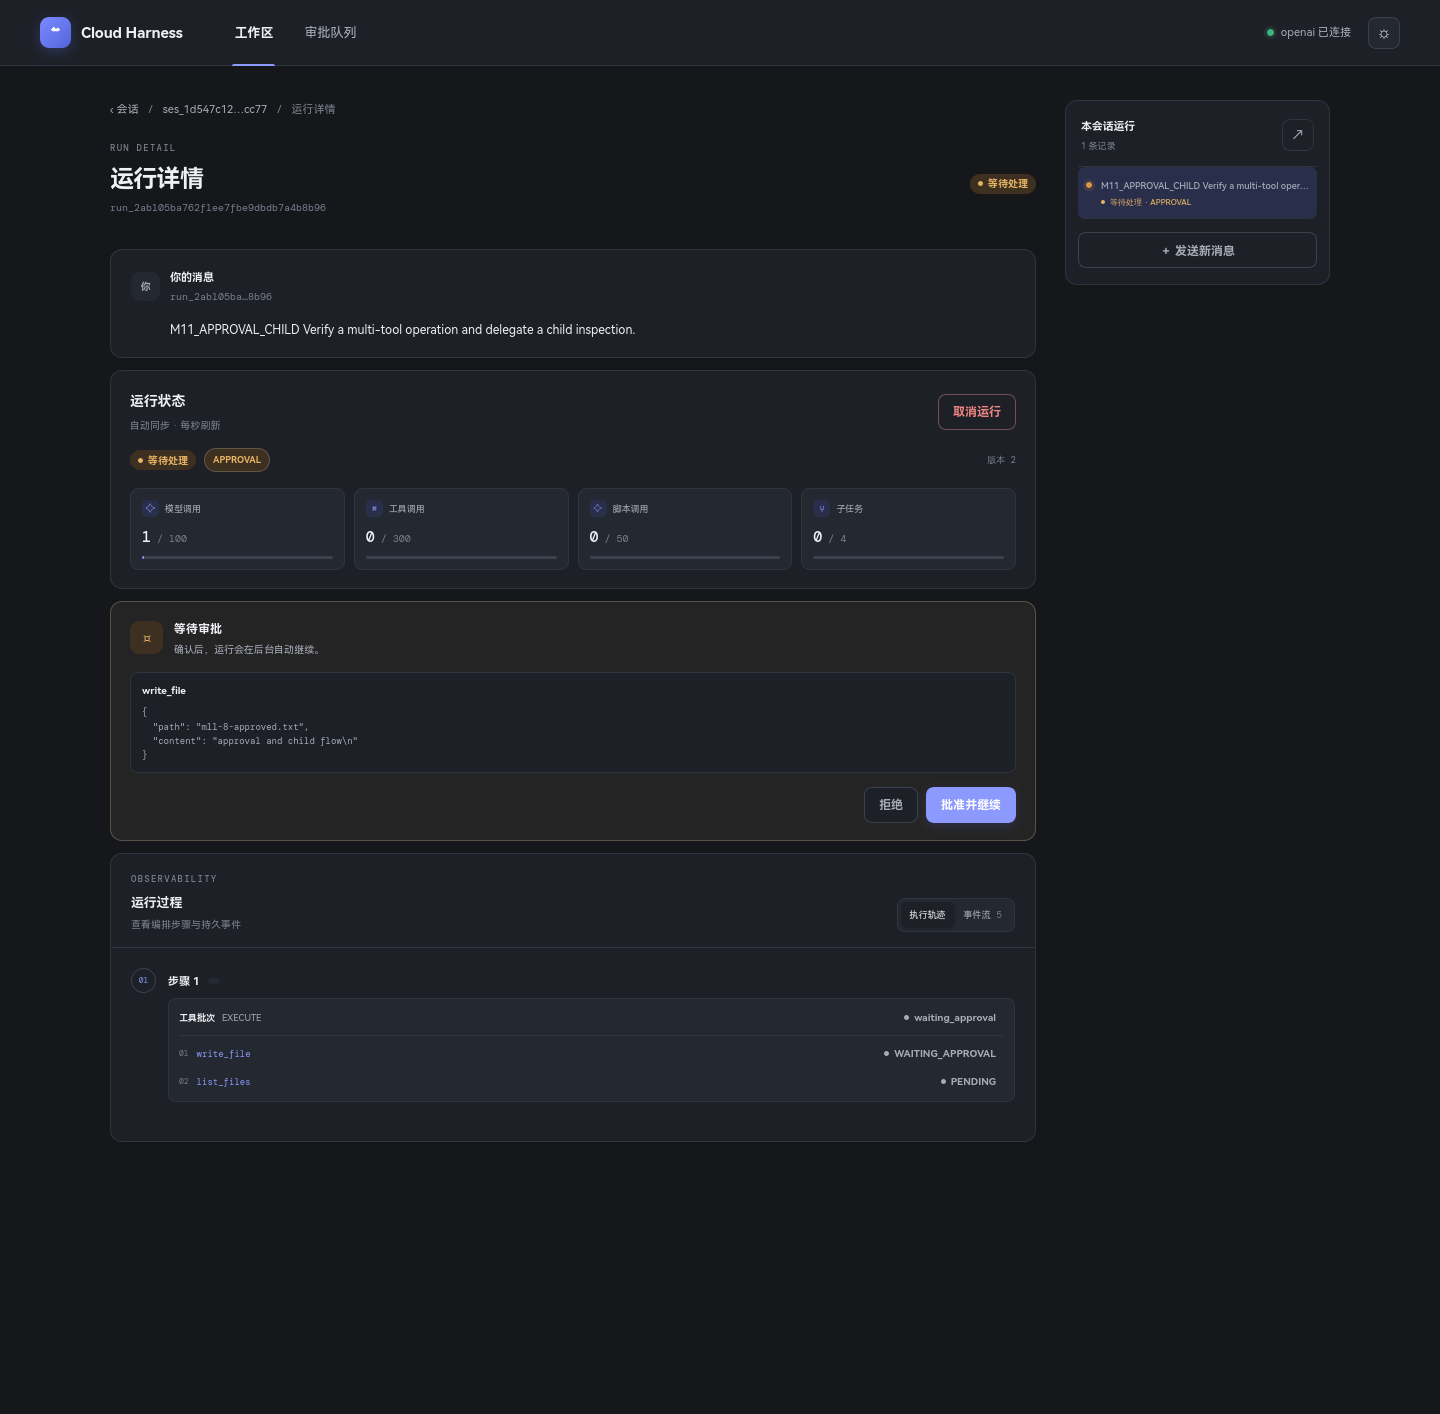 Cloud Harness
工作区
审批队列
openai 已连接
‹ 会话 / ses_1d547c12…cc77 / 运行详情
RUN DETAIL
运行详情
等待处理
run_2ab105ba762f1ee7fbe9dbdb7a4b8b96
你
你的消息
run_2ab105ba…8b96
M11_APPROVAL_CHILD Verify a multi-tool operation and delegate a child inspection.
运行状态
自动同步 · 每秒刷新
取消运行
等待处理
APPROVAL
版本 2
模型调用
1 / 100
工具调用
0 / 300
脚本调用
0 / 50
子任务
0 / 4
等待审批
确认后，运行会在后台自动继续。
write_file
{
"path": "m11-8-approved.txt",
"content": "approval and child flow\n"
}
拒绝
批准并继续
OBSERVABILITY
运行过程
查看编排步骤与持久事件
执行轨迹
事件流 5
01
步骤 1
工具批次 EXECUTE
waiting_approval
01 write_file
WAITING_APPROVAL
02 list_files
PENDING
本会话运行
1 条记录
↗
M11_APPROVAL_CHILD Verify a multi-tool oper…
等待处理 · APPROVAL
+ 发送新消息